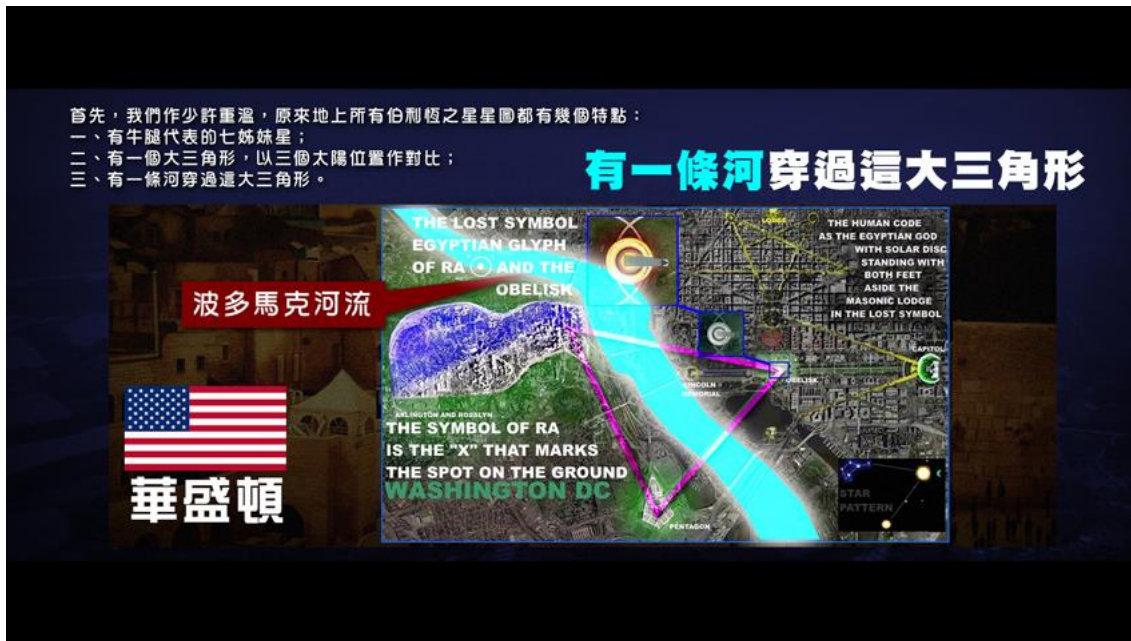 首先，我們作少許重溫，原來地上所有伯利恆之星星圖都有幾個特點：
一、有牛腿代表的七姊妹星；
二、有一個大三角形，以三個太陽位置作對比；
三、有一條河穿過這大三角形。
有一條河穿過這大三角形
THE LOST SYMBOL
EGYPTIAN GLYPH
OF RA AND THE
OBELISK
LODGE
THE HUMAN CODE
AS THE EGYPTIAN GOD
WITH SOLAR DISC
STANDING WITH
BOTH FEET
ASIDE THE
MASONIC LODGE
IN THE LOST SYMBOL
波多馬克河流
CAPITOL
OBELISK
LINCOLN
MEMORIAL
ARLINGTON AND ROSSLYN
THE SYMBOL OF RA
IS THE "X" THAT MARKS
THE SPOT ON THE GROUND
WASHINGTON DC
STAR
PATTERN
PENTAGON
華盛頓